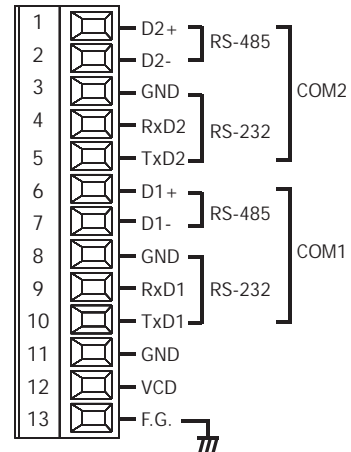 1 D2+
RS-485
2 D2-
3 GND
COM2
4 RxD2
RS-232
5 TxD2
6 D1+
RS-485
7 D1-
8 GND
COM1
9 RxD1
RS-232
10 TxD1
11 GND
12 VCD
13 F.G.